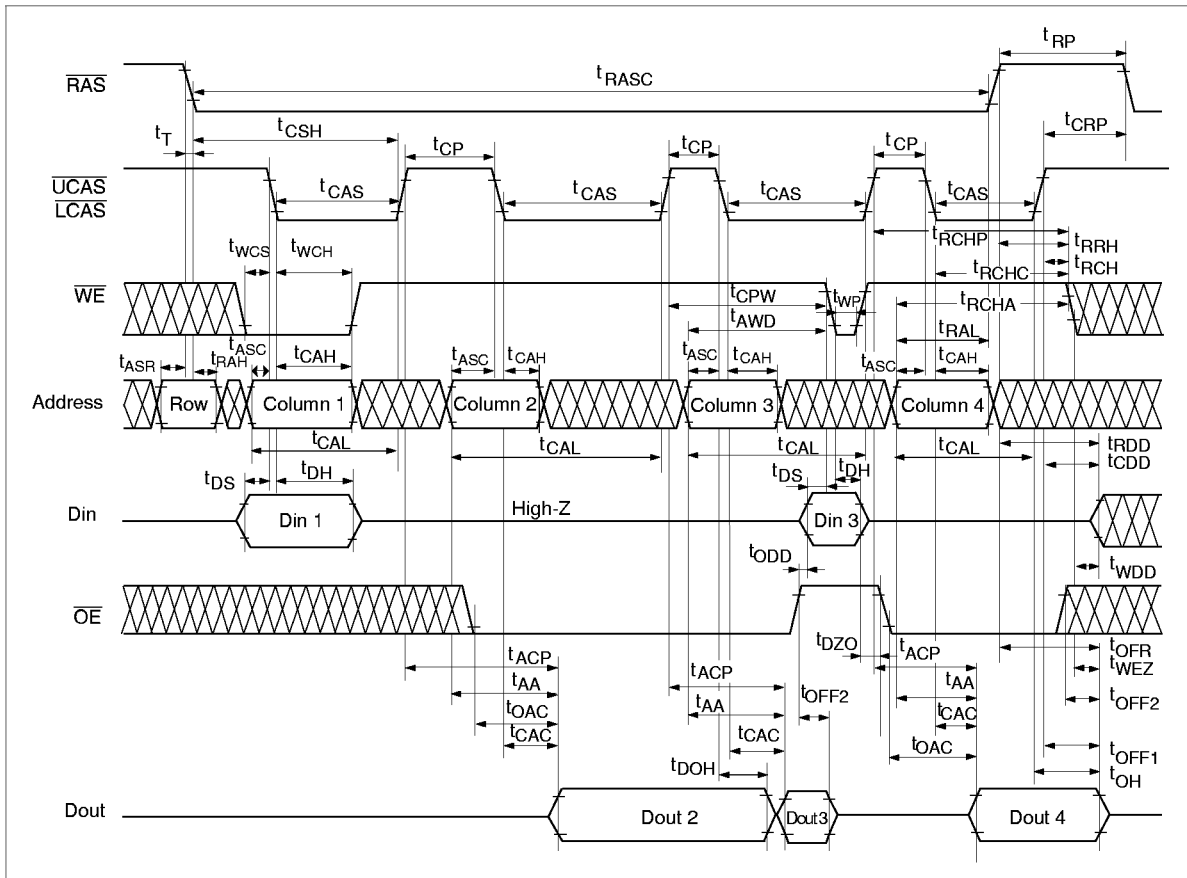 tRP
RAS
tRASC
tT
tCSH
tCP
tCP
tCP
tCRP
UCAS
LCAS
tCAS
tCAS
tCAS
tCAS
tWCS
tWCH
tRCHP
tRRH
tRCH
tRCHC
WE
tCPW
tWP
tRCHA
tAWD
tRAL
tASR
tRAH
tASC
tCAH
tASC
tCAH
tASC
tCAH
tASC
tCAH
Address
Row
Column 1
Column 2
Column 3
Column 4
tCAL
tCAL
tCAL
tCAL
tRDD
tCDD
tDS
tDH
tDS
tDH
Din
Din 1
High-Z
Din 3
tODD
tWDD
OE
tDZO
tACP
tACP
tACP
tOFR
tWEZ
tAA
tAA
tAA
tOFF2
tOFF2
tOAC
tCAC
tCAC
tCAC
tOAC
tOFF1
tDOH
tOH
Dout
Dout 2
Dout3
Dout 4